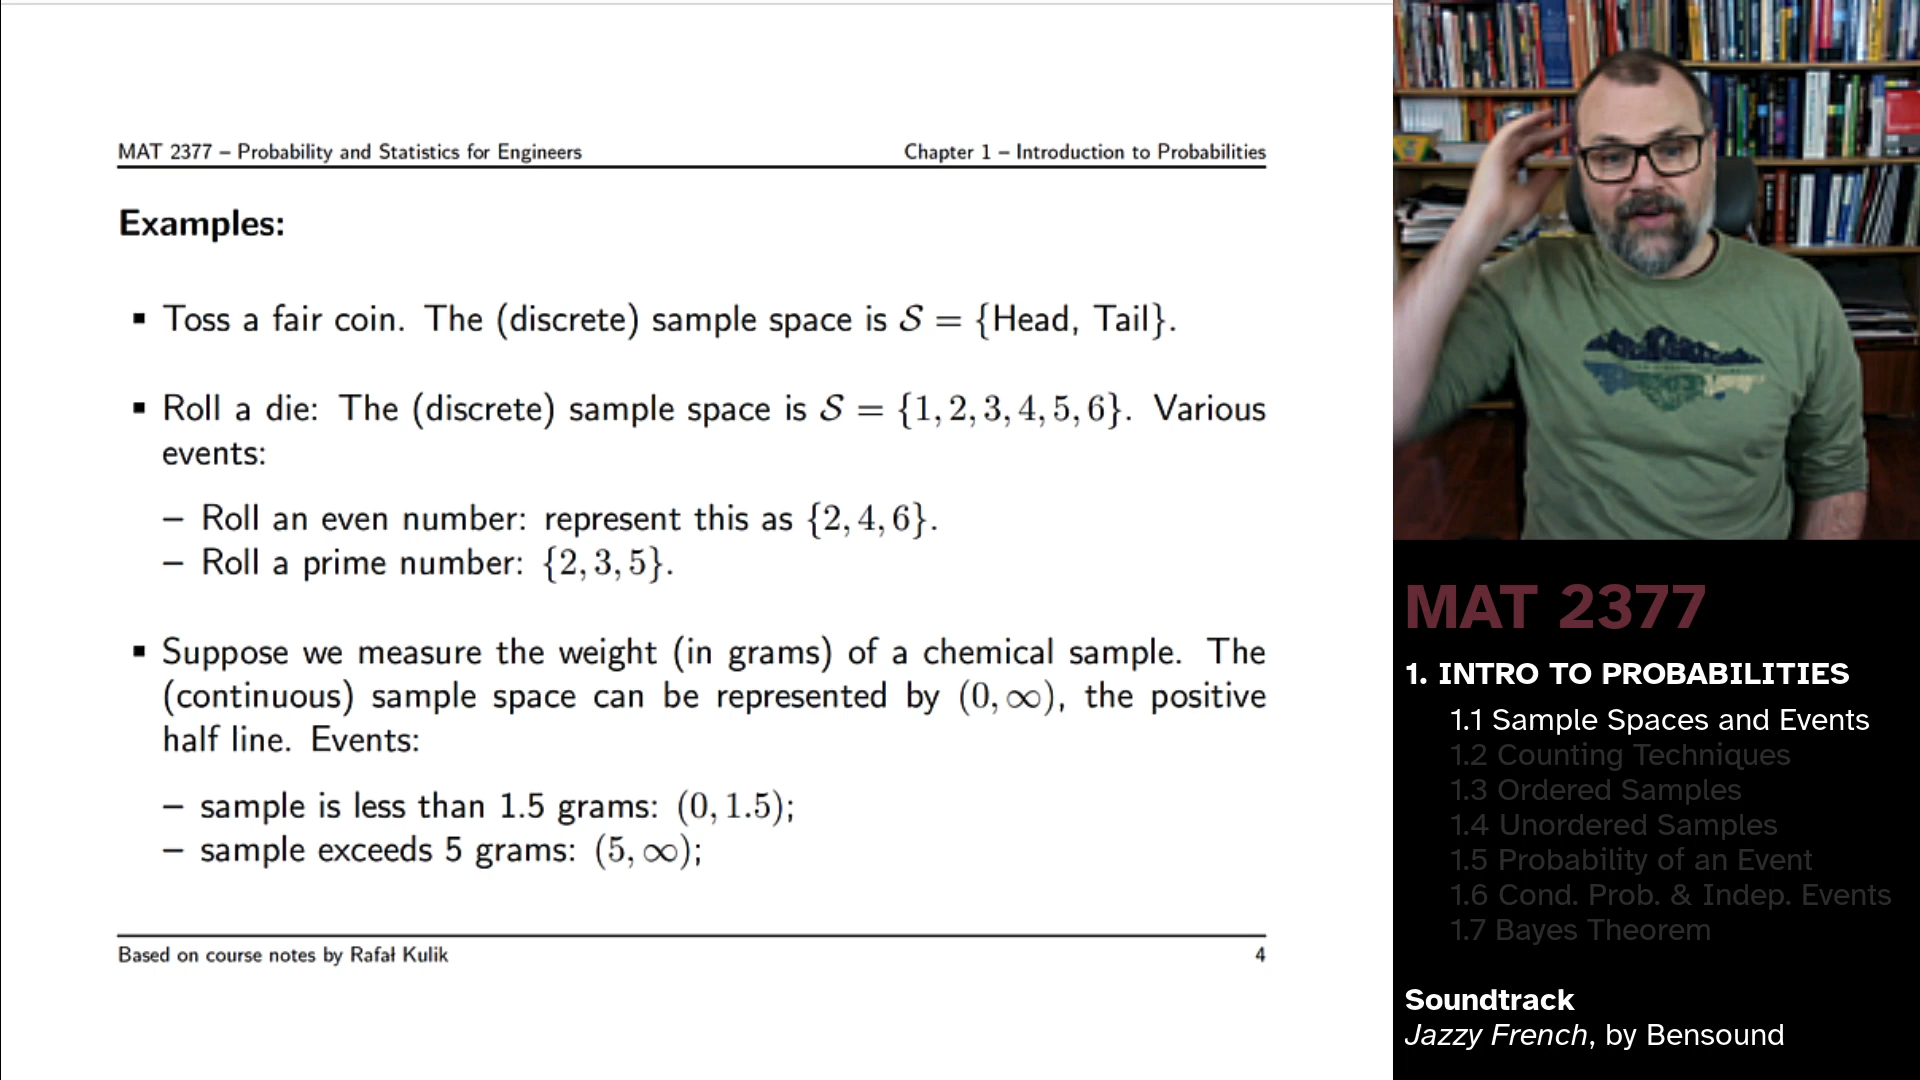 MAT 2377 – Probability and Statistics for Engineers
Chapter 1 – Introduction to Probabilities
Examples:
▪ Toss a fair coin. The (discrete) sample space is 𝒮 = {Head, Tail}.
▪ Roll a die: The (discrete) sample space is 𝒮 = {1, 2, 3, 4, 5, 6}. Various
events:
– Roll an even number: represent this as {2, 4, 6}.
– Roll a prime number: {2, 3, 5}.
▪ Suppose we measure the weight (in grams) of a chemical sample. The
(continuous) sample space can be represented by (0, ∞), the positive
half line. Events:
– sample is less than 1.5 grams: (0, 1.5);
– sample exceeds 5 grams: (5, ∞);
Based on course notes by Rafał Kulik
4
MAT 2377
1. INTRO TO PROBABILITIES
1.1 Sample Spaces and Events
1.2 Counting Techniques
1.3 Ordered Samples
1.4 Unordered Samples
1.5 Probability of an Event
1.6 Cond. Prob. & Indep. Events
1.7 Bayes Theorem
Soundtrack
Jazzy French, by Bensound